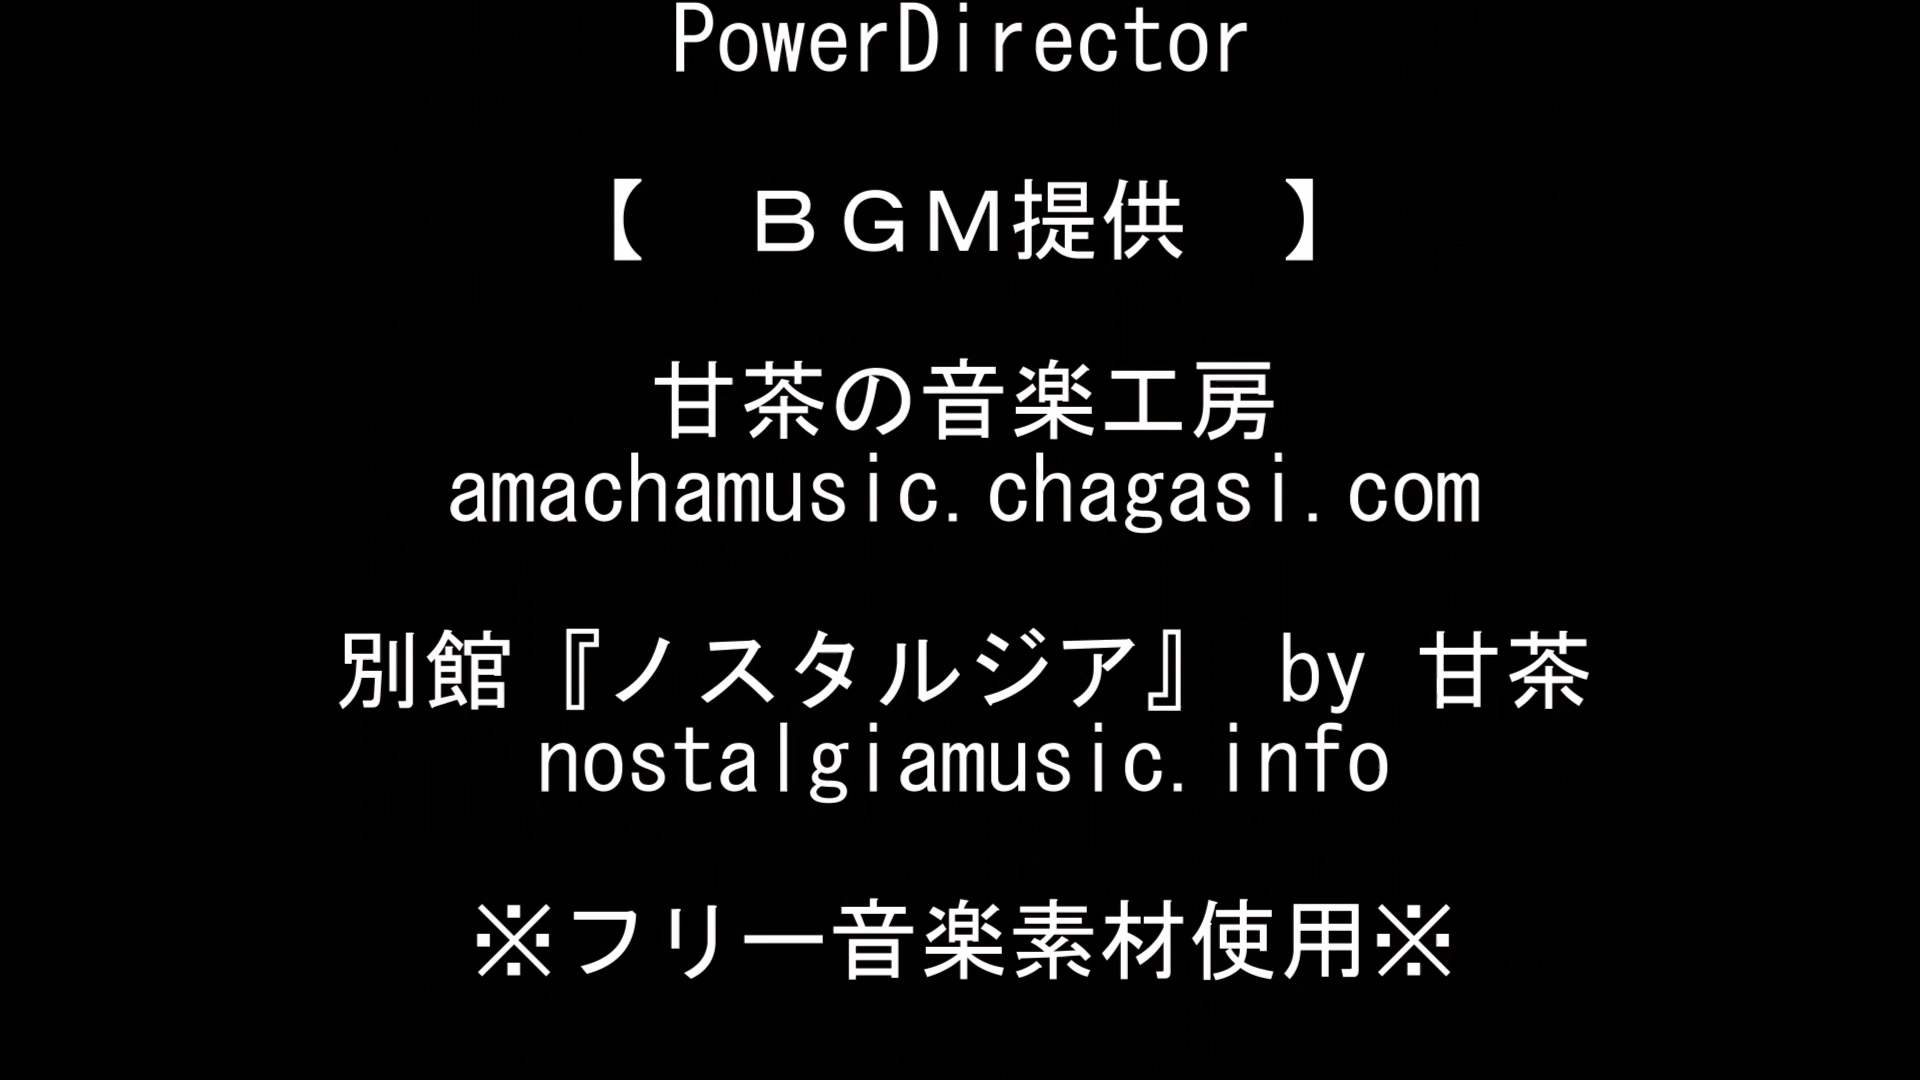 PowerDirector
【　ＢＧＭ提供　】
甘茶の音楽工房
amachamusic.chagasi.com
別館『ノスタルジア』 by 甘茶
nostalgiamusic.info
※フリー音楽素材使用※